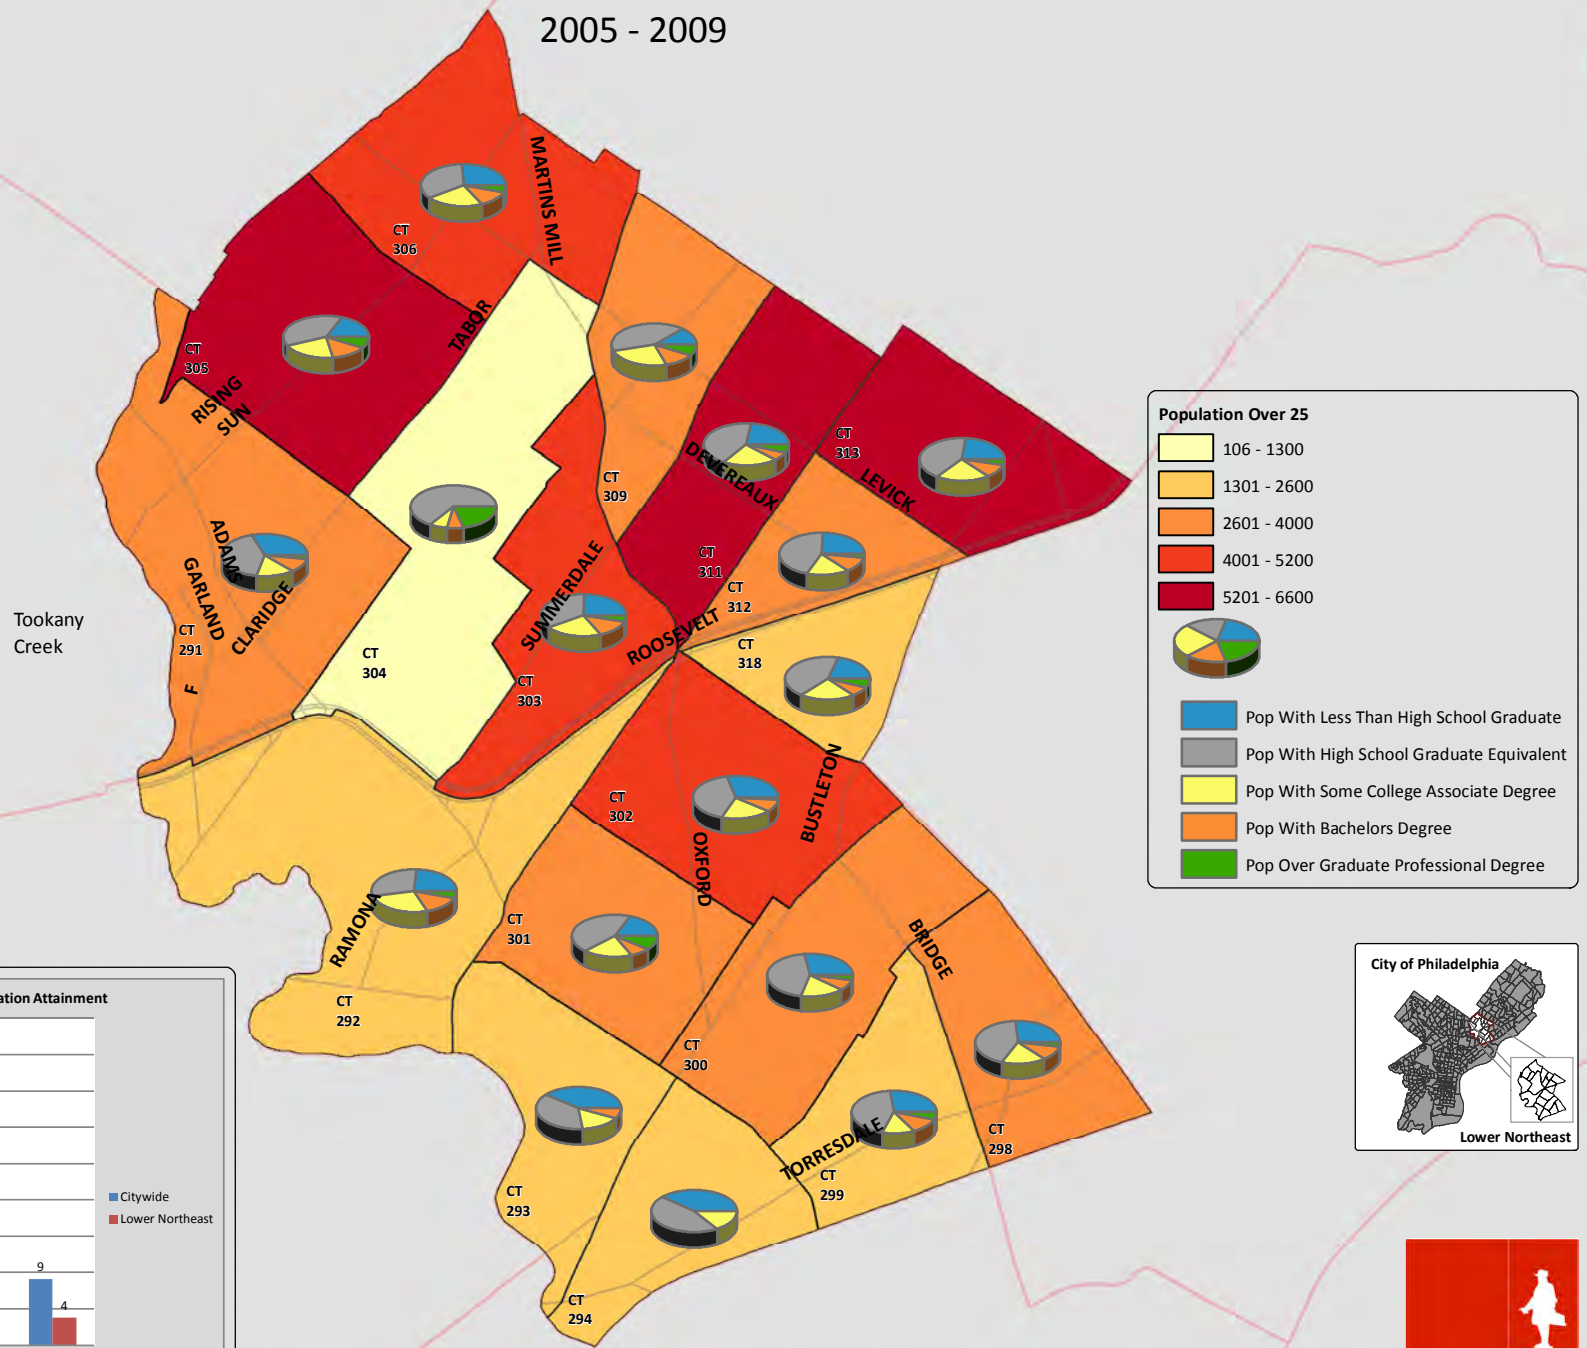 2005 - 2009
MARTINS MILL
CT
306
TABOR
CT
305
RISING
SUN
CT
309
DEVEREAUX
CT
313
LEVICK
CT
311
CT
312
ADAMS
GARLAND
CLARIDGE
CT
291
F
Tookany
Creek
CT
304
SUMMERDALE
ROOSEVELT
CT
303
CT
318
CT
302
BUSTLETON
OXFORD
RAMONA
CT
301
BRIDGE
CT
292
CT
300
CT
293
TORRESDALE
CT
299
CT
298
CT
294
Population Over 25
106 - 1300
1301 - 2600
2601 - 4000
4001 - 5200
5201 - 6600
Pop With Less Than High School Graduate
Pop With High School Graduate Equivalent
Pop With Some College Associate Degree
Pop With Bachelors Degree
Pop Over Graduate Professional Degree
City of Philadelphia
Lower Northeast
ation Attainment
Citywide
Lower Northeast
9
4